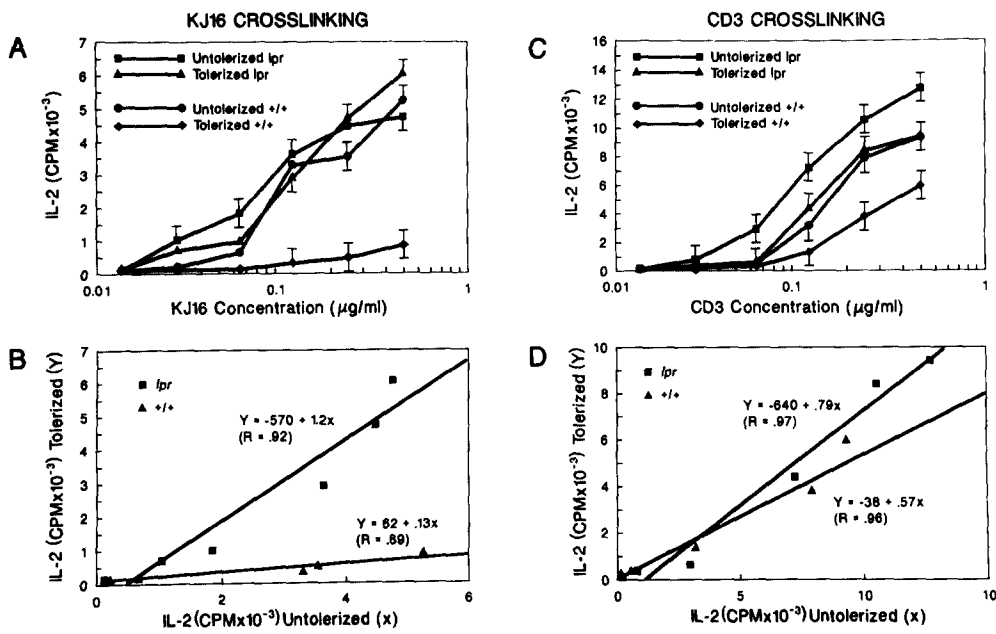 KJ16 CROSSLINKING
A
7
6
5
4
3
2
1
0
IL-2 (CPMx10⁻³)
Untolerized lpr
Tolerized lpr
Untolerized +/+
Tolerized +/+
0.01
0.1
1
KJ16 Concentration (µg/ml)
CD3 CROSSLINKING
C
16
14
12
10
8
6
4
2
0
IL-2 (CPMx10⁻³)
Untolerized lpr
Tolerized lpr
Untolerized +/+
Tolerized +/+
0.01
0.1
1
CD3 Concentration (µg/ml)
B
7
6
5
4
3
2
1
0
IL-2 (CPMx10⁻³) Tolerized (Y)
lpr
+/+
Y = -570 + 1.2x
(R = .92)
Y = 62 + .13x
(R = .89)
0
2
4
6
IL-2 (CPMx10⁻³) Untolerized (x)
D
10
8
6
4
2
0
IL-2 (CPMx10⁻³) Tolerized (Y)
lpr
+/+
Y = -640 + .79x
(R = .97)
Y = -38 + .57x
(R = .96)
0
5
10
10
IL-2 (CPMx10⁻³) Untolerized (x)